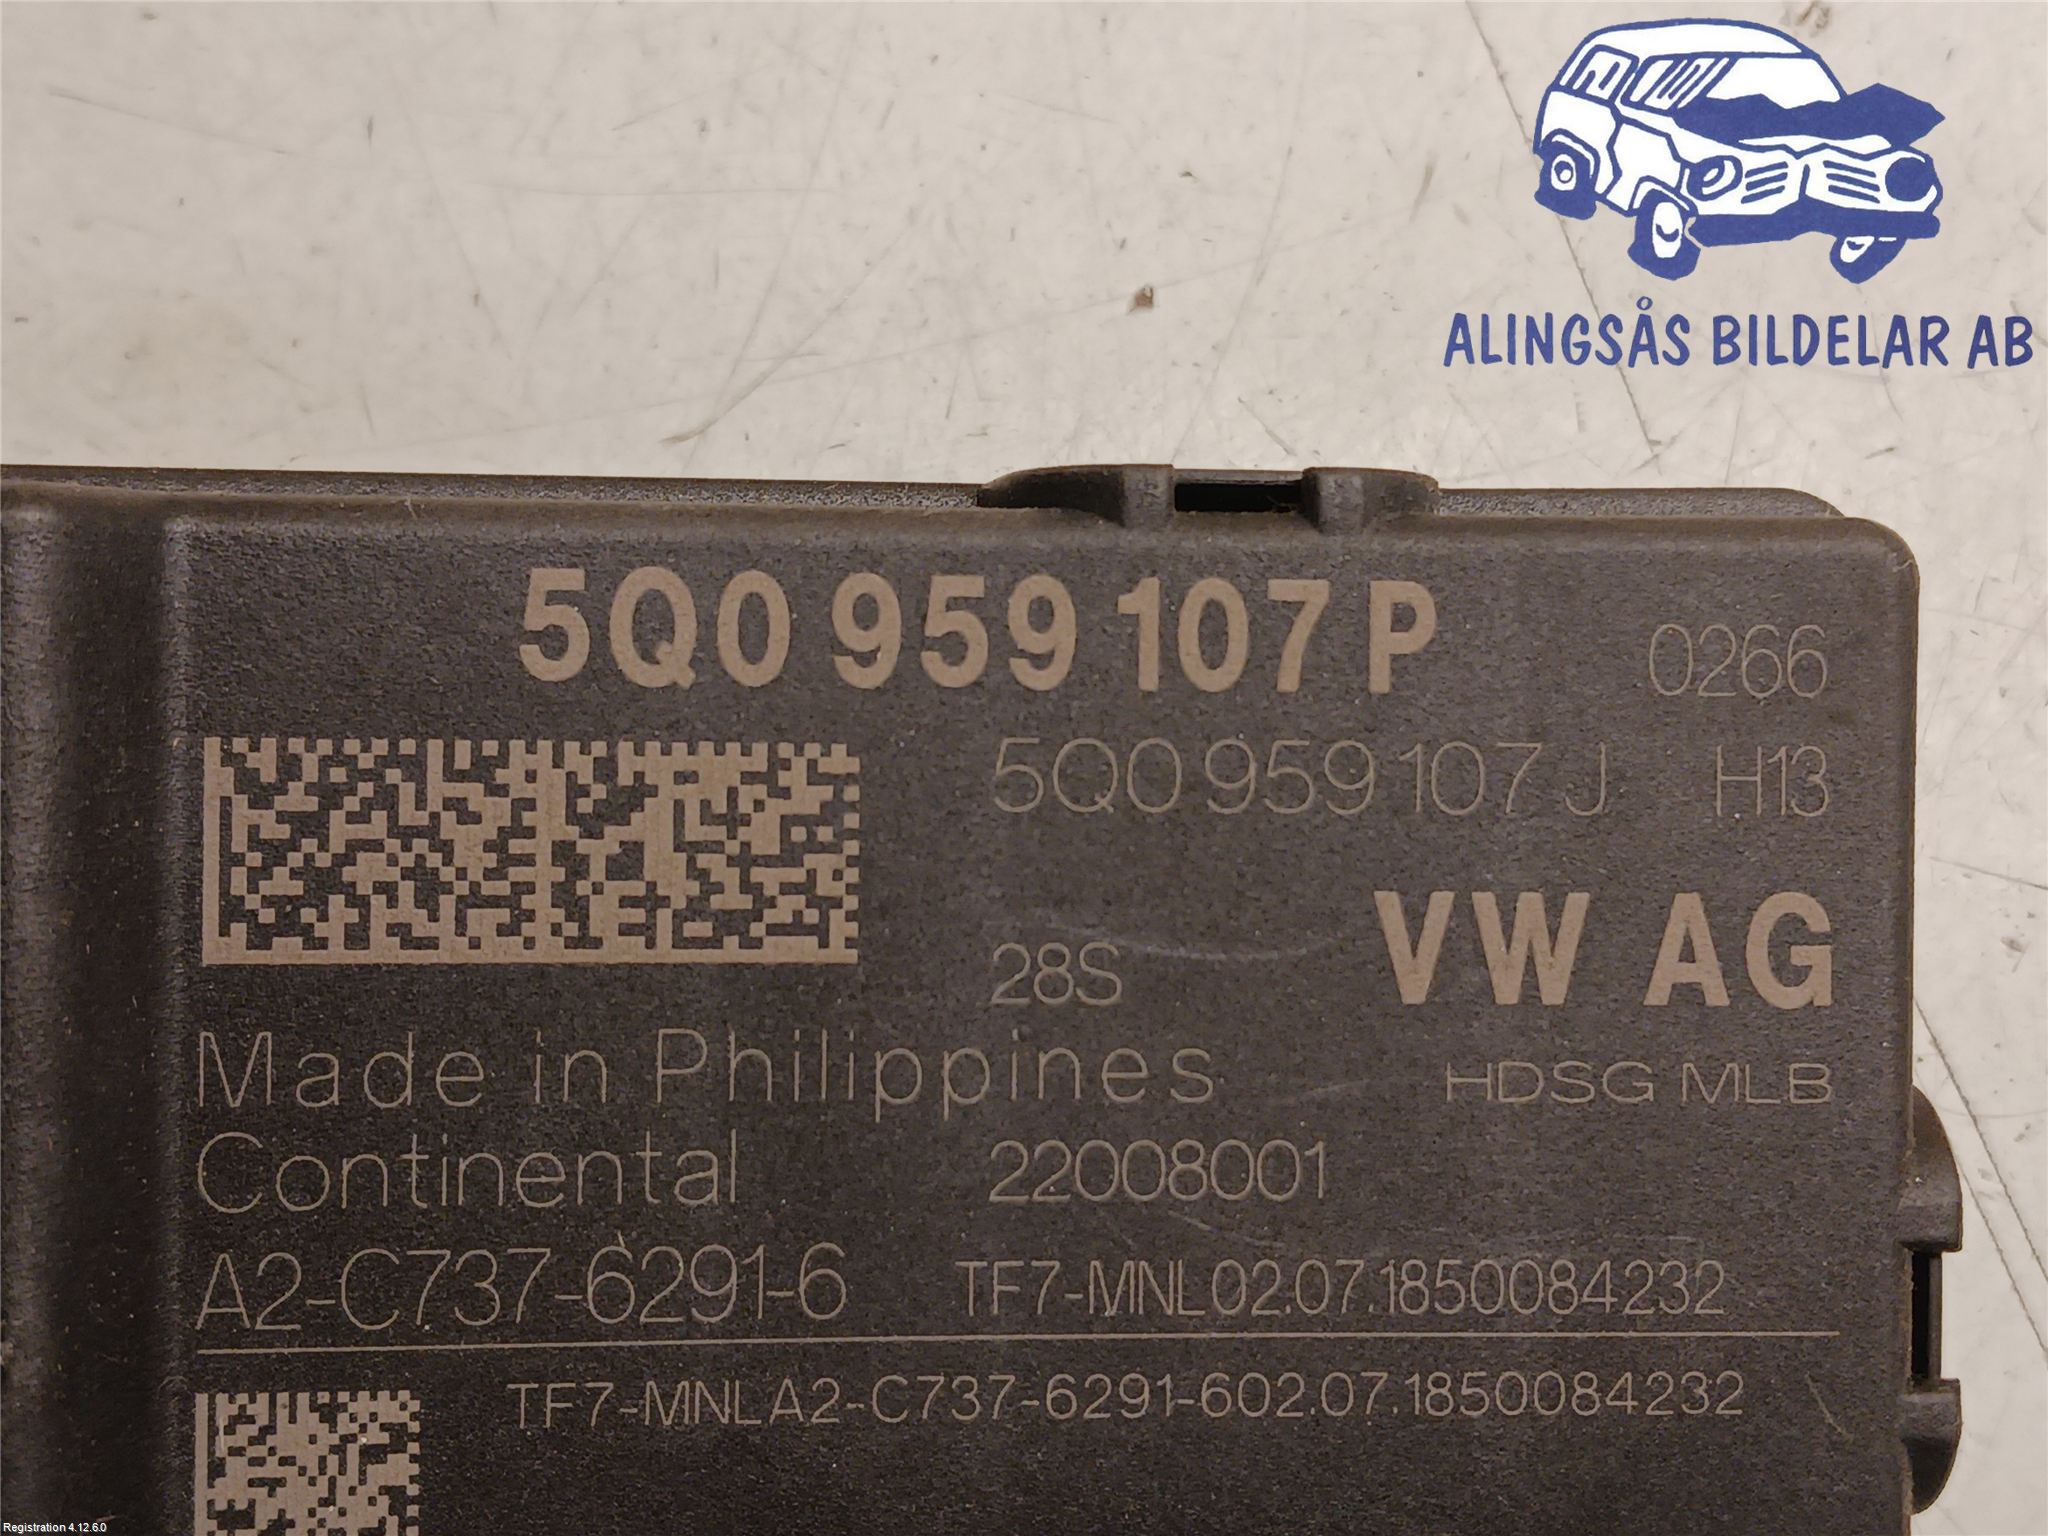 ALINGSÅS BILDELAR AB
5Q0 959 107 P
0266
5Q0 959 107 J H13
28S
VW AG
Made in Philippines
HDSG MLB
Continental 22008001
A2-C737-6291-6 TF7-MNL02.07.1850084232
TF7-MNLA2-C737-6291-602.07.1850084232
Registration 4.12.6.0